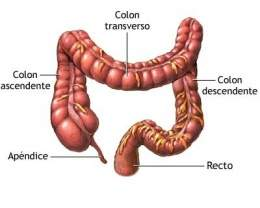 Colon
transverso
Colon
ascendente
Colon
descendente
Apéndice
Recto